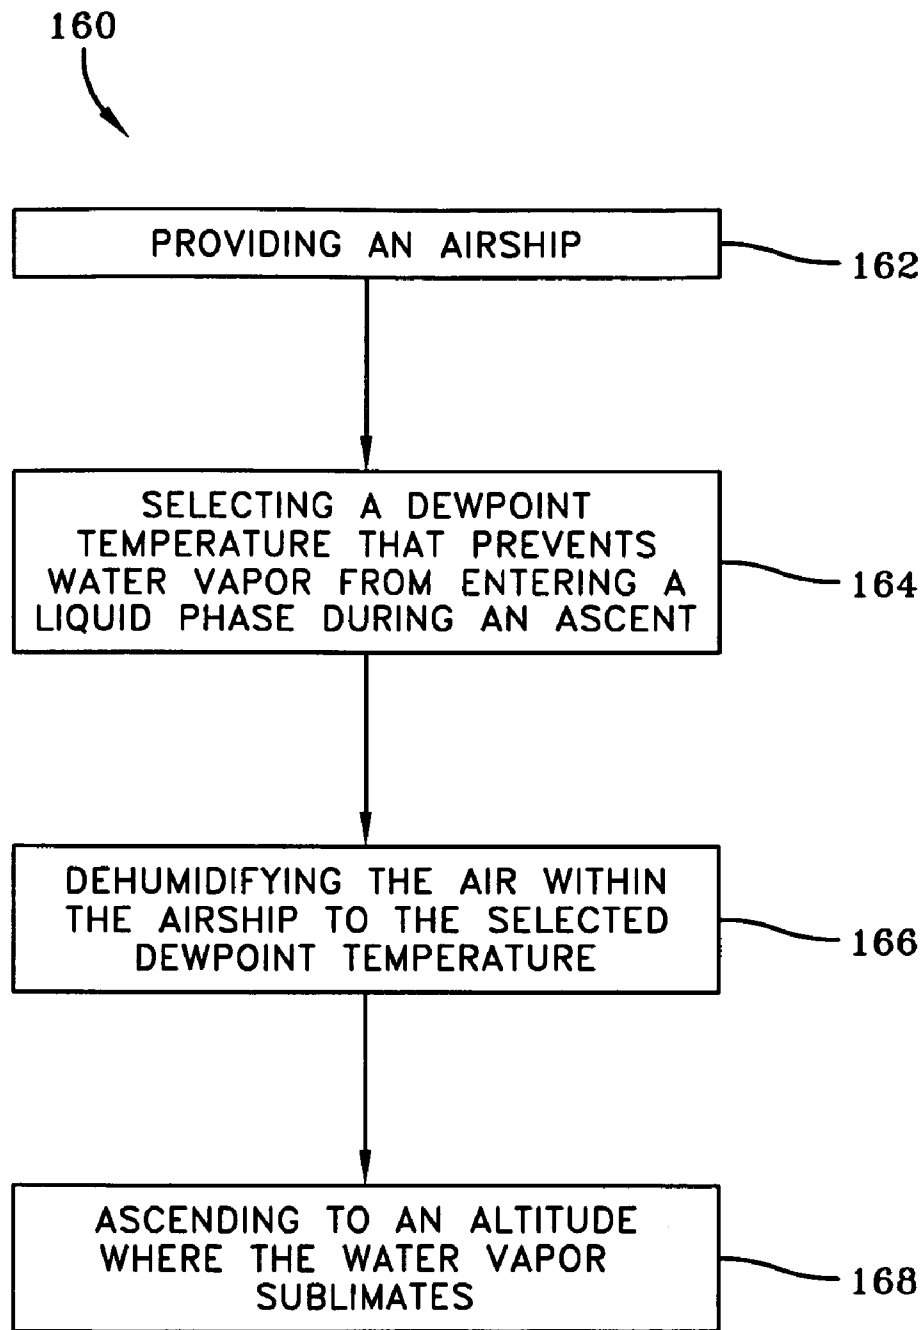 160
PROVIDING AN AIRSHIP
162
SELECTING A DEWPOINT
TEMPERATURE THAT PREVENTS
WATER VAPOR FROM ENTERING A
LIQUID PHASE DURING AN ASCENT
164
DEHUMIDIFYING THE AIR WITHIN
THE AIRSHIP TO THE SELECTED
DEWPOINT TEMPERATURE
166
ASCENDING TO AN ALTITUDE
WHERE THE WATER VAPOR
SUBLIMATES
168